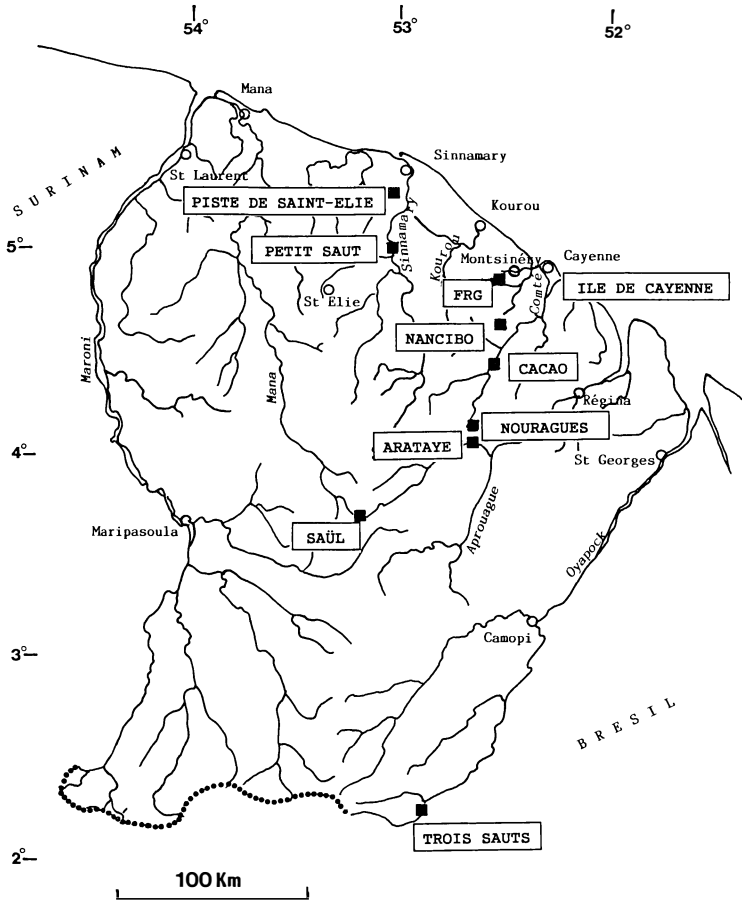 54° 53° 52°
Mana
SURINAM
Sinnamary
St Laurent
PISTE DE SAINT-ELIE
Kourou
5°
PETIT SAUT
Sinnamary
Kourou
Montsinéry
Cayenne
FRG
Comte
ILE DE CAYENNE
St Elie
NANCIBO
Maroni
Mana
CACAO
Régina
NOURAGUES
ARATAYE
4°
St Georges
Aprouague
Maripasoula
SAÜL
Oyapock
Camopi
3°
BRESIL
TROIS SAUTS
2°
100 Km